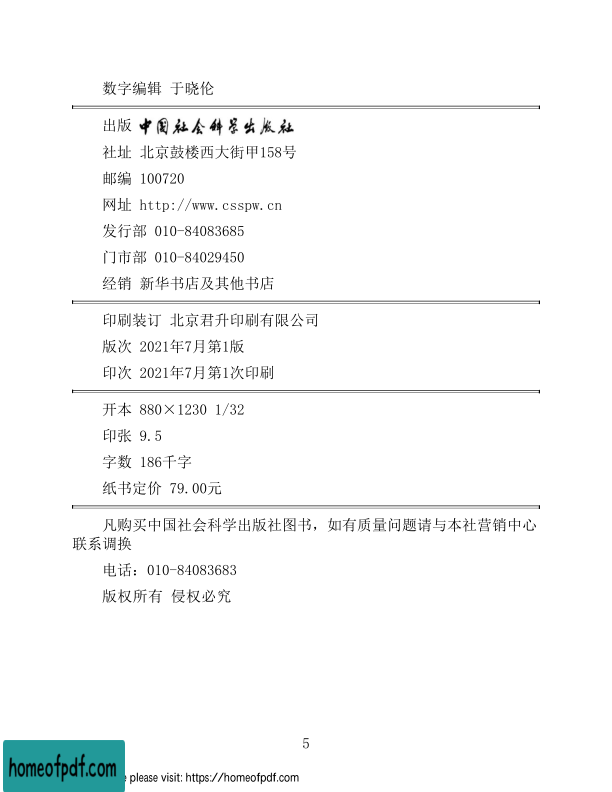 数字编辑 于晓伦
出版 中国社会科学出版社
社址 北京鼓楼西大街甲158号
邮编 100720
网址 http://www.csspw.cn
发行部 010-84083685
门市部 010-84029450
经销 新华书店及其他书店
印刷装订 北京君升印刷有限公司
版次 2021年7月第1版
印次 2021年7月第1次印刷
开本 880×1230 1/32
印张 9.5
字数 186千字
纸书定价 79.00元
凡购买中国社会科学出版社图书，如有质量问题请与本社营销中心
联系调换
电话：010-84083683
版权所有 侵权必究
5
homeofpdf.com
please visit: https://homeofpdf.com